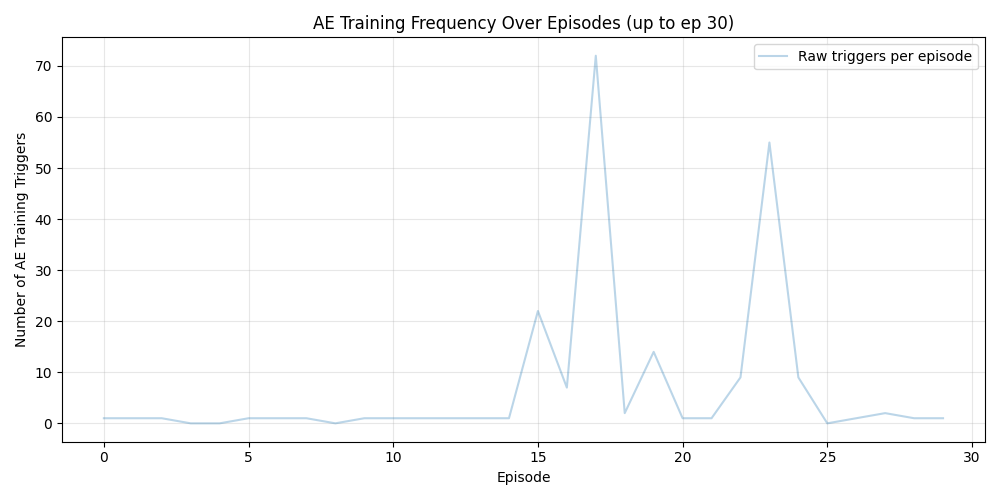 AE Training Frequency Over Episodes (up to ep 30)
Raw triggers per episode
Number of AE Training Triggers
70
60
50
40
30
20
10
0
0 5 10 15 20 25 30
Episode